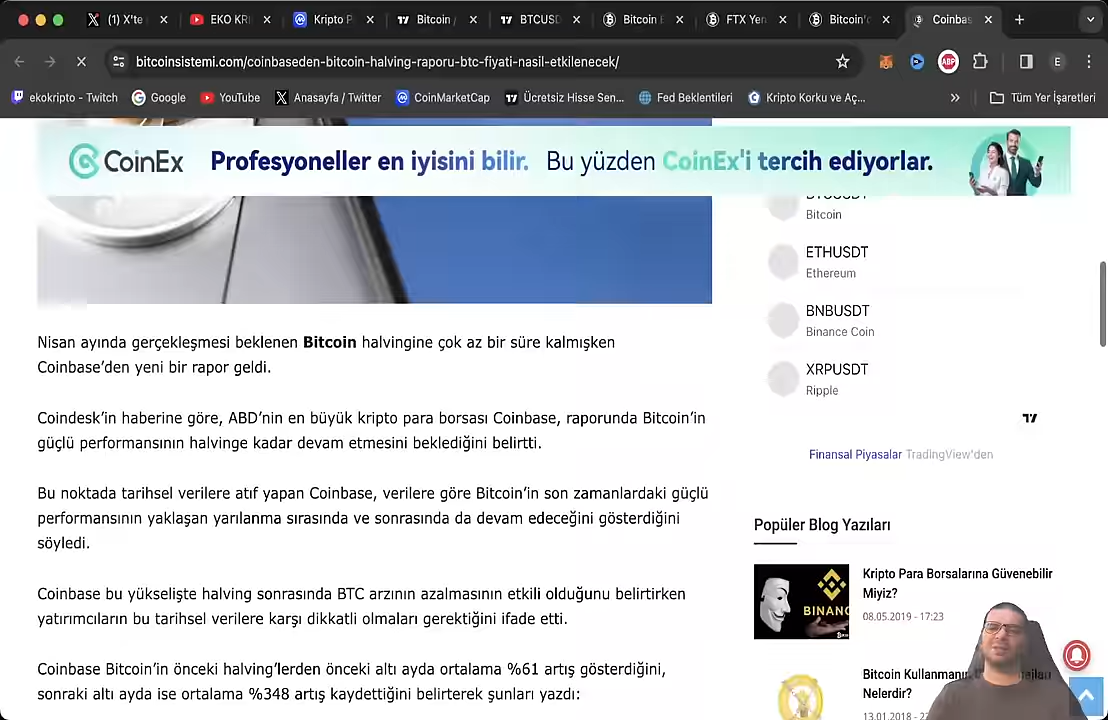 (1) X'te
EKO KRİ
Kripto P
Bitcoin /
BTCUSD
Bitcoin E
FTX Yen
Bitcoin'
Coinbas
bitcoinsistemi.com/coinbaseden-bitcoin-halving-raporu-btc-fiyati-nasil-etkilenecek/
ABP
E
ekokripto - Twitch
Google
YouTube
Anasayfa / Twitter
CoinMarketCap
Ücretsiz Hisse Sen...
Fed Beklentileri
Kripto Korku ve Aç...
Tüm Yer İşaretleri
CoinEx Profesyoneller en iyisini bilir. Bu yüzden CoinEx'i tercih ediyorlar.
Bitcoin
ETHUSDT
Ethereum
BNBUSDT
Binance Coin
XRPUSDT
Ripple
Finansal Piyasalar TradingView'den
Nisan ayında gerçekleşmesi beklenen Bitcoin halvingine çok az bir süre kalmışken
Coinbase'den yeni bir rapor geldi.
Coindesk'in haberine göre, ABD'nin en büyük kripto para borsası Coinbase, raporunda Bitcoin'in
güçlü performansının halvinge kadar devam etmesini beklediğini belirtti.
Bu noktada tarihsel verilere atıf yapan Coinbase, verilere göre Bitcoin'in son zamanlardaki güçlü
performansının yaklaşan yarılanma sırasında ve sonrasında da devam edeceğini gösterdiğini
söyledi.
Coinbase bu yükselişte halving sonrasında BTC arzının azalmasının etkili olduğunu belirtirken
yatırımcıların bu tarihsel verilere karşı dikkatli olmaları gerektiğini ifade etti.
Coinbase Bitcoin'in önceki halving'lerden önceki altı ayda ortalama %61 artış gösterdiğini,
sonraki altı ayda ise ortalama %348 artış kaydettiğini belirterek şunları yazdı:
Popüler Blog Yazıları
BINANC
Kripto Para Borsalarına Güvenebilir
Miyiz?
08.05.2019 - 17:23
Bitcoin
Nelerdir?
13.01.2018 - 22